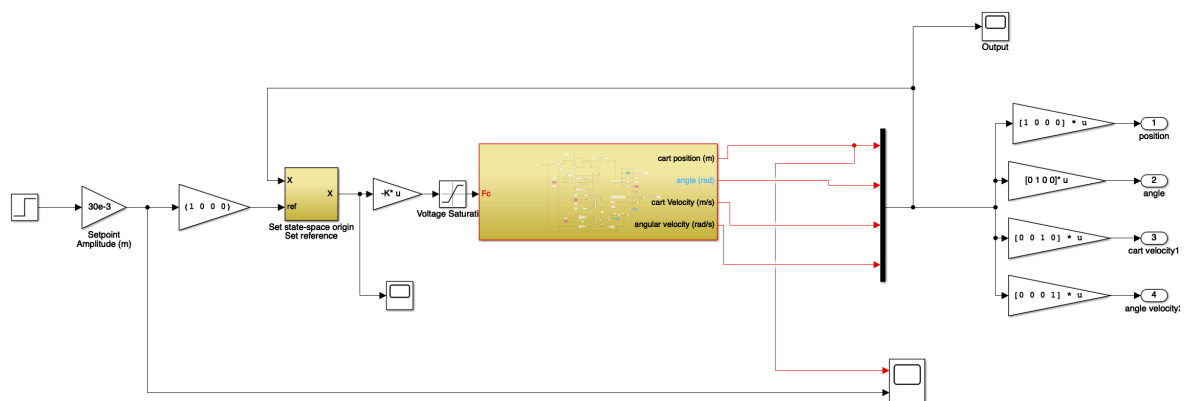 Output
cart position (m)
angle (rad)
cart Velocity (m/s)
angular velocity (rad/s)
Fc
X
ref
X
Set state-space origin
Set reference
30e-3
Setpoint
Amplitude (m)
(1 0 0 0)
-K* u
Voltage Saturati
[1 0 0 0] * u
1
position
[0 1 0 0]* u
2
angle
[0 0 1 0] * u
3
cart velocity1
[0 0 0 1] * u
4
angle velocity2